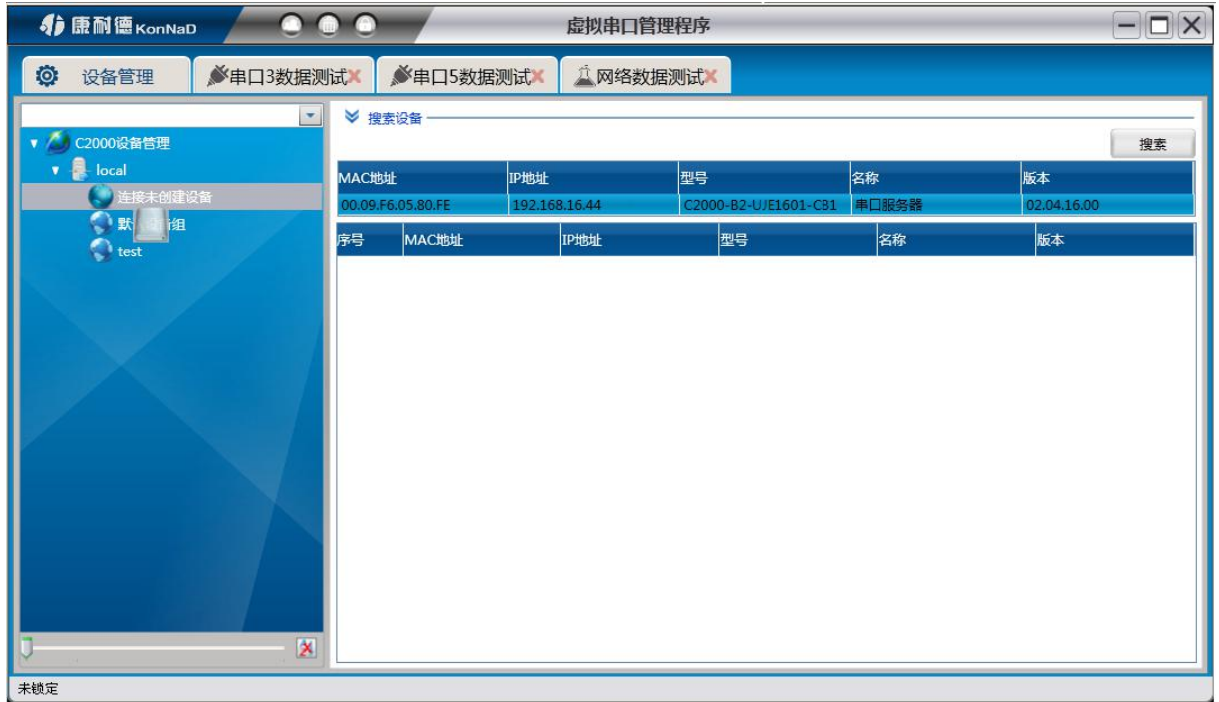 康耐德 KonNaD
虚拟串口管理程序
设备管理
串口3数据测试
串口5数据测试
网络数据测试
C2000设备管理
local
连接未创建设备
默
组
test
搜素设备
搜索
MAC地址 IP地址 型号 名称 版本
00.09.F6.05.80.FE 192.168.16.44 C2000-B2-UJE1601-CB1 串口服务器 02.04.16.00
序号 MAC地址 IP地址 型号 名称 版本
未锁定